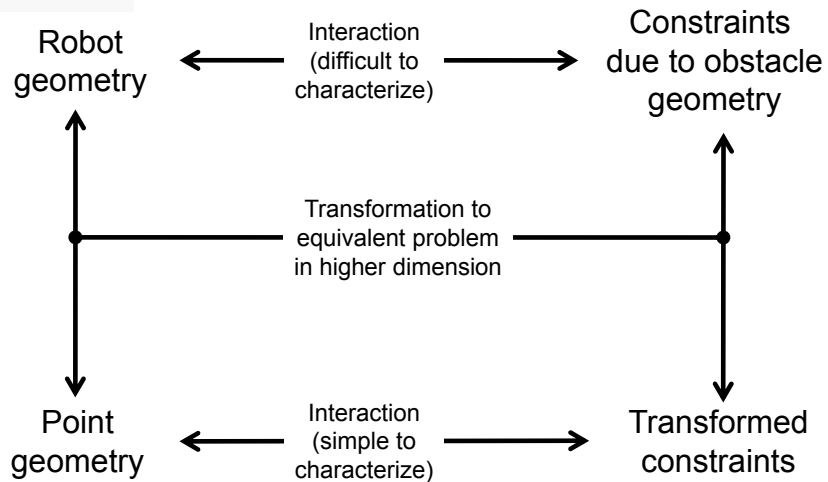 Robot
geometry
Interaction
(difficult to
characterize)
Constraints
due to obstacle
geometry
Transformation to
equivalent problem
in higher dimension
Point
geometry
Interaction
(simple to
characterize)
Transformed
constraints